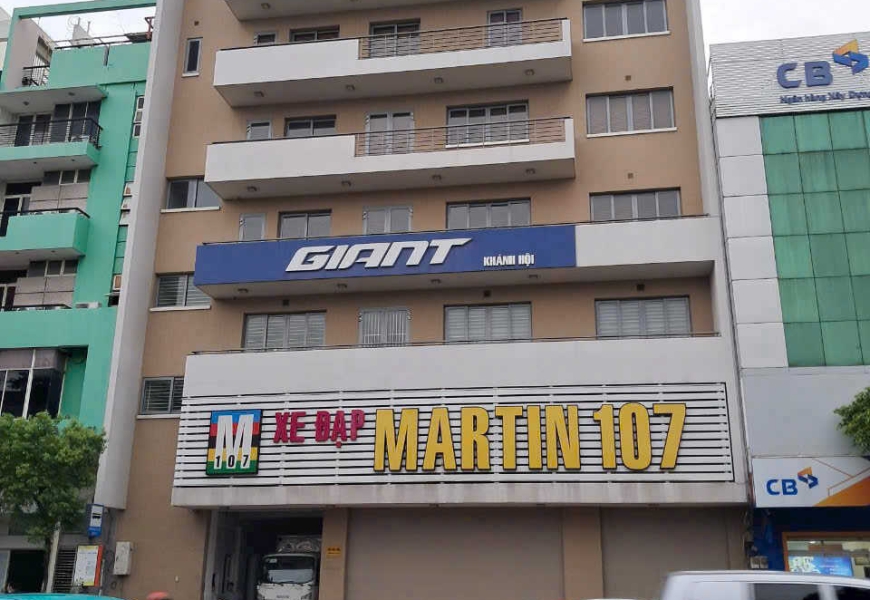 CB
Ngân hàng Xây Dựng
GIANT
KHÁNH HỘI
M
107
XE ĐẠP
MARTIN 107
CB